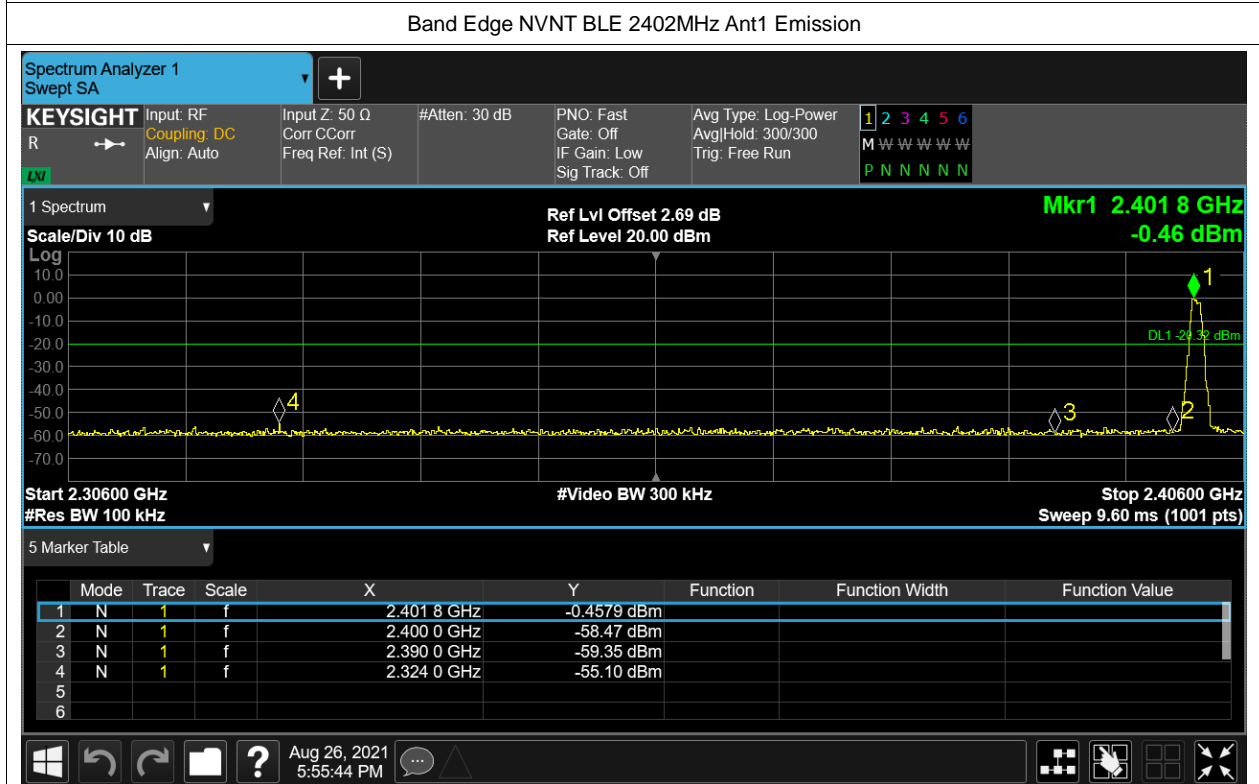 Band Edge NVNT BLE 2402MHz Ant1 Emission
Spectrum Analyzer 1
Swept SA
+
KEYSIGHT Input: RF Input Z: 50 Ω #Atten: 30 dB PNO: Fast Avg Type: Log-Power 1 2 3 4 5 6
R Coupling: DC Corr CCorr Gate: Off Avg|Hold: 300/300 M W W W W W
Align: Auto Freq Ref: Int (S) IF Gain: Low Trig: Free Run
LXI Sig Track: Off P N N N N N
1 Spectrum Ref Lvl Offset 2.69 dB Mkr1 2.401 8 GHz
Scale/Div 10 dB Ref Level 20.00 dBm -0.46 dBm
Log
10.0 1
0.00
-10.0
-20.0 DL1 -20.32 dBm
-30.0
-40.0
-50.0 4 3 2
-60.0
-70.0
Start 2.30600 GHz #Video BW 300 kHz Stop 2.40600 GHz
#Res BW 100 kHz Sweep 9.60 ms (1001 pts)
5 Marker Table
Mode Trace Scale X Y Function Function Width Function Value
1 N 1 f 2.401 8 GHz -0.4579 dBm
2 N 1 f 2.400 0 GHz -58.47 dBm
3 N 1 f 2.390 0 GHz -59.35 dBm
4 N 1 f 2.324 0 GHz -55.10 dBm
5
6
? Aug 26, 2021
5:55:44 PM